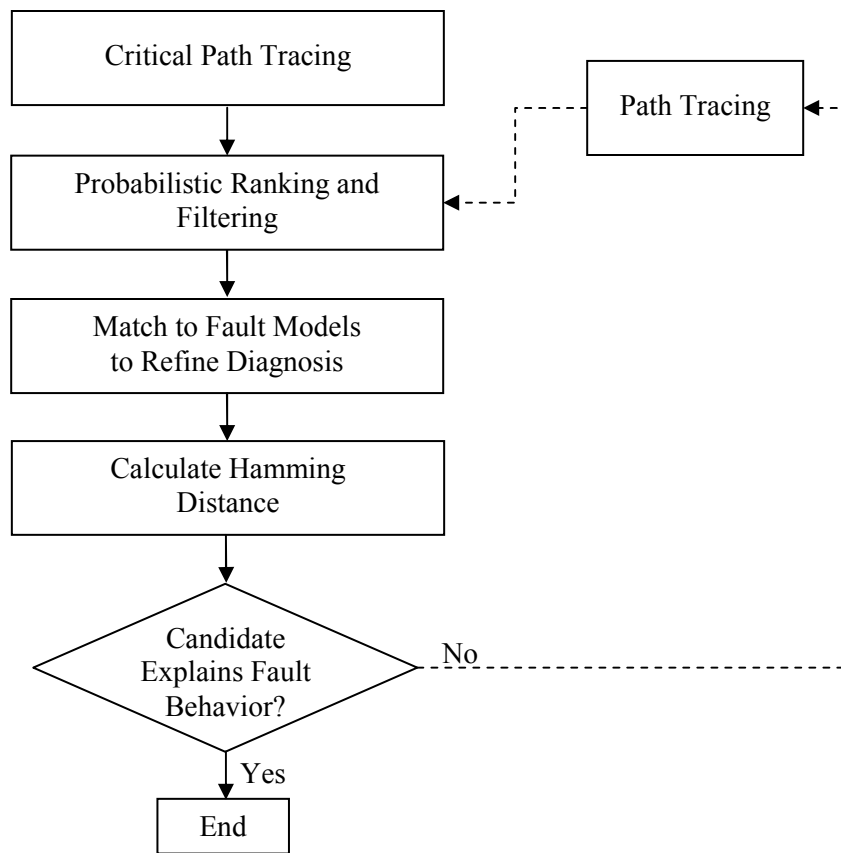 Critical Path Tracing
Path Tracing
Probabilistic Ranking and
Filtering
Match to Fault Models
to Refine Diagnosis
Calculate Hamming
Distance
Candidate
Explains Fault
Behavior?
No
Yes
End